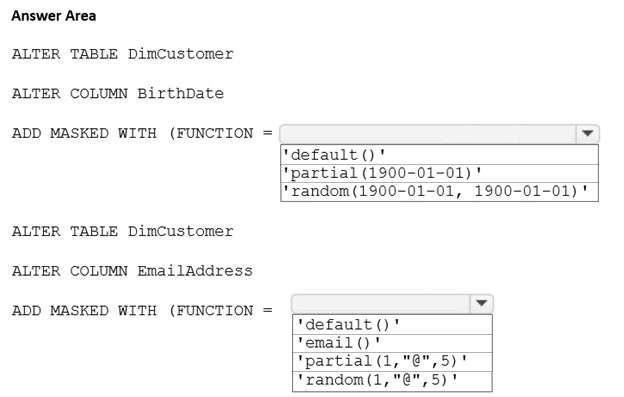 Answer Area
ALTER TABLE DimCustomer
ALTER COLUMN BirthDate
ADD MASKED WITH (FUNCTION =
'default()'
'partial(1900-01-01)'
'random(1900-01-01, 1900-01-01)'
ALTER TABLE DimCustomer
ALTER COLUMN EmailAddress
ADD MASKED WITH (FUNCTION =
'default()'
'email()'
'partial(1,"@",5)'
'random(1,"@",5)'